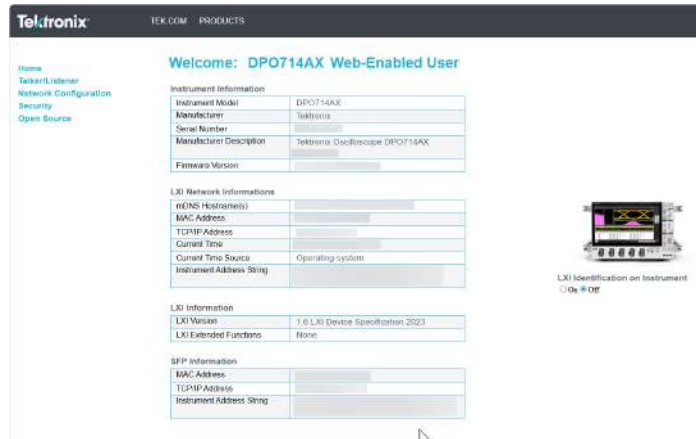 Tektronix
TEK.COM PRODUCTS
Home
Talker/Listener
Network Configuration
Security
Open Source
Welcome: DPO714AX Web-Enabled User
Instrument Information
Instrument Model DPO714AX
Manufacturer Tektronix
Serial Number
Manufacturer Description Tektronix Oscilloscope DPO714AX
Firmware Version
LXI Network Informations
mDNS Hostname(s)
MAC Address
TCP/IP Address
Current Time
Current Time Source Operating system
Instrument Address String
LXI Identification on Instrument
On Off
LXI Information
LXI Version 1.6 LXI Device Specification 2023
LXI Extended Functions None
SFP Information
MAC Address
TCP/IP Address
Instrument Address String